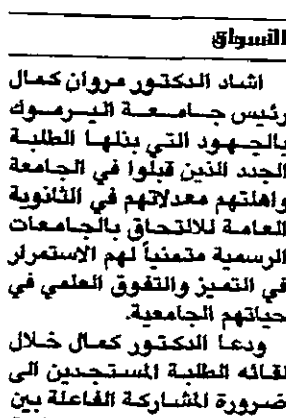 السواق
اشاد الدكتور مروان كمال
رئيس جامعة اليرموك
بالجهود التي بذلها الطلبة
الجدد الذين قبلوا في الجامعة
واهلتهم معدلاتهم في الثانوية
العامة للالتحاق بالجامعات
الرسمية متمنياً لهم الاستمرار
في التميز والتفوق العلمي في
حياتهم الجامعية.
ودعا الدكتور كمال خلال
لقائه الطلبة المستجدين الى
ضرورة المشاركة الفاعلة بين